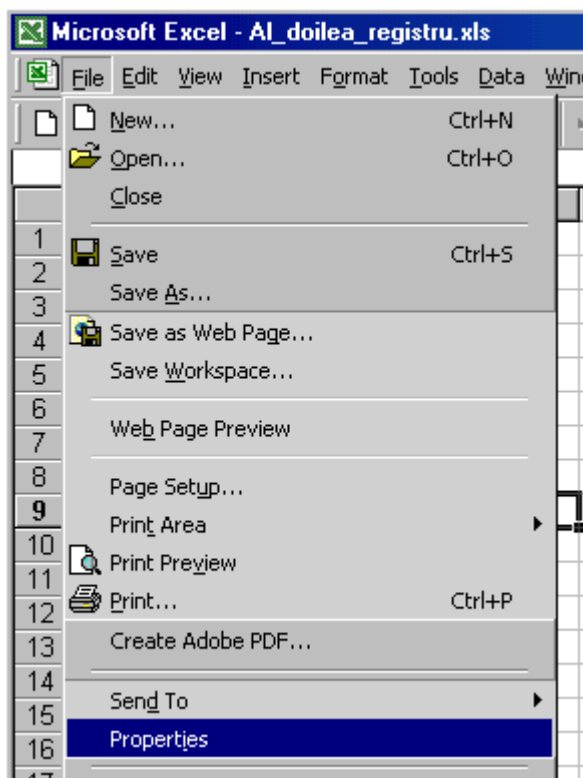 Microsoft Excel - Al_doilea_registru.xls
File Edit View Insert Format Tools Data Win
New... Ctrl+N
Open... Ctrl+O
Close
1
Save Ctrl+S
2
Save As...
3
Save as Web Page...
4
Save Workspace...
5
6
Web Page Preview
7
8
Page Setup...
9
Print Area
10
Print Preview
11
Print... Ctrl+P
12
Create Adobe PDF...
13
14
Send To
15
Properties
16
17